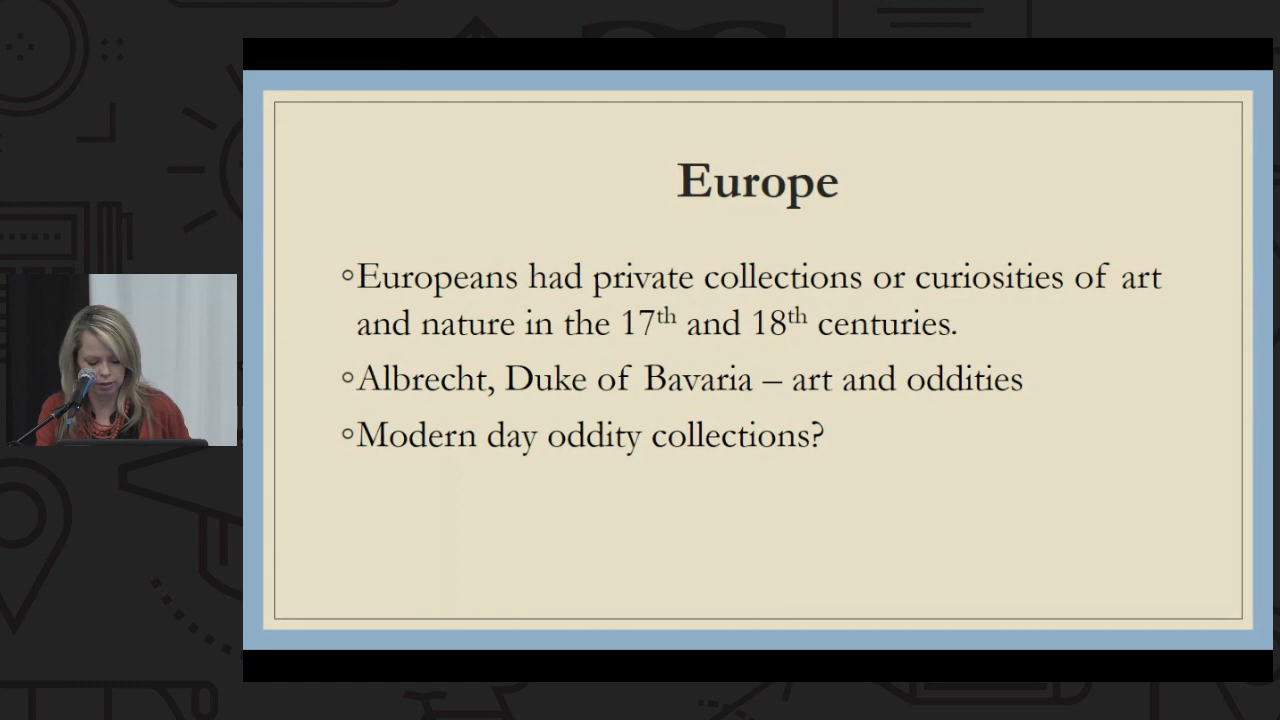 Europe
◦Europeans had private collections or curiosities of art
and nature in the 17th and 18th centuries.
◦Albrecht, Duke of Bavaria – art and oddities
◦Modern day oddity collections?